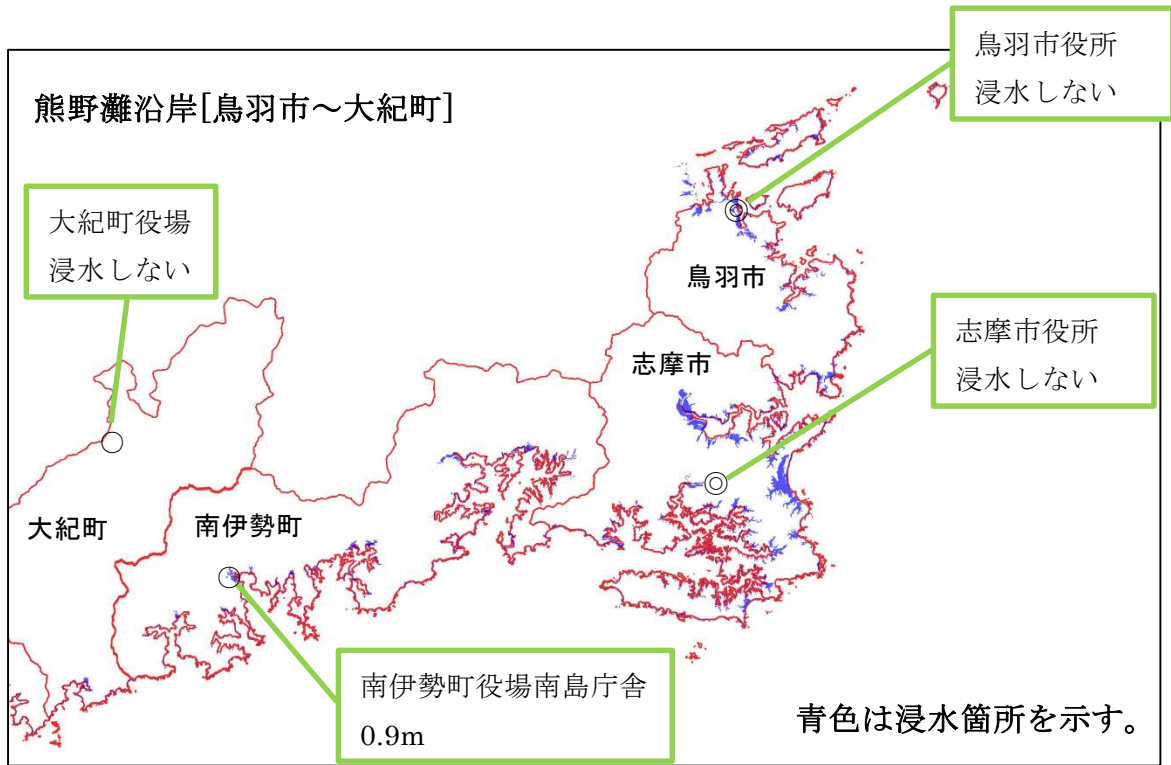 鳥羽市役所
浸水しない
熊野灘沿岸[鳥羽市～大紀町]
大紀町役場
浸水しない
鳥羽市
志摩市役所
浸水しない
志摩市
大紀町
南伊勢町
南伊勢町役場南島庁舎
0.9m
青色は浸水箇所を示す。